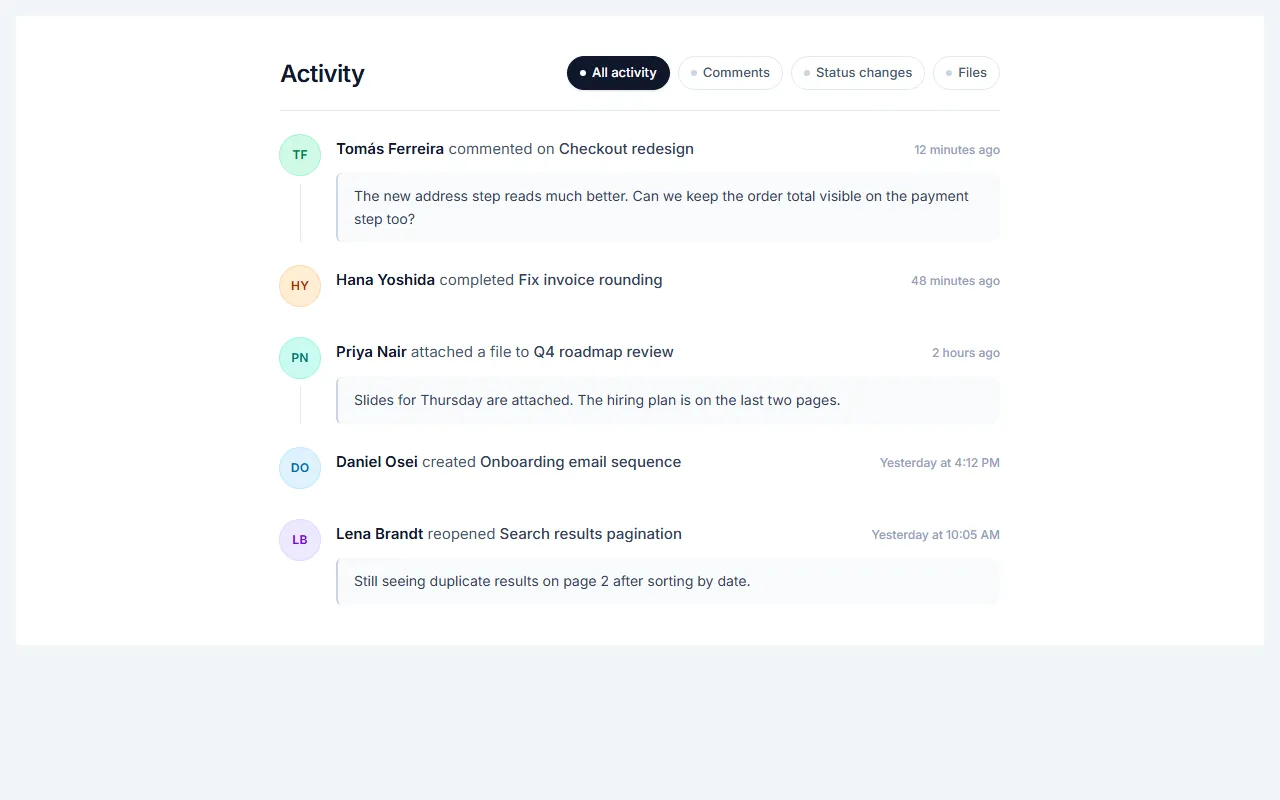 Activity
All activity
Comments
Status changes
Files
TF
Tomás Ferreira commented on Checkout redesign
12 minutes ago
The new address step reads much better. Can we keep the order total visible on the payment
step too?
HY
Hana Yoshida completed Fix invoice rounding
48 minutes ago
PN
Priya Nair attached a file to Q4 roadmap review
2 hours ago
Slides for Thursday are attached. The hiring plan is on the last two pages.
DO
Daniel Osei created Onboarding email sequence
Yesterday at 4:12 PM
LB
Lena Brandt reopened Search results pagination
Yesterday at 10:05 AM
Still seeing duplicate results on page 2 after sorting by date.